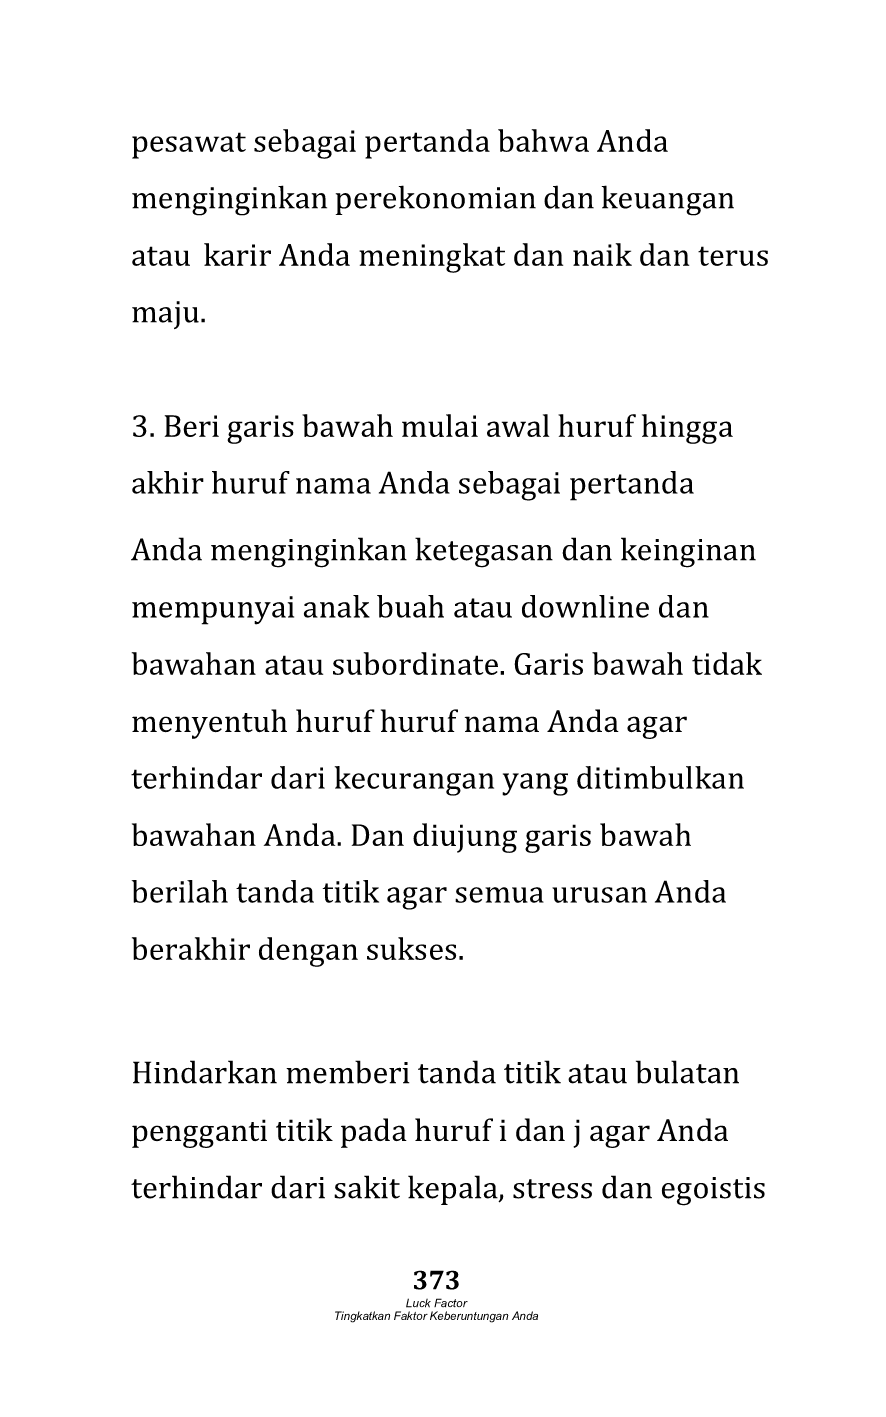 pesawat sebagai pertanda bahwa Anda
menginginkan perekonomian dan keuangan
atau karir Anda meningkat dan naik dan terus
maju.
3. Beri garis bawah mulai awal huruf hingga
akhir huruf nama Anda sebagai pertanda
Anda menginginkan ketegasan dan keinginan
mempunyai anak buah atau downline dan
bawahan atau subordinate. Garis bawah tidak
menyentuh huruf huruf nama Anda agar
terhindar dari kecurangan yang ditimbulkan
bawahan Anda. Dan diujung garis bawah
berilah tanda titik agar semua urusan Anda
berakhir dengan sukses.
Hindarkan memberi tanda titik atau bulatan
pengganti titik pada huruf i dan j agar Anda
terhindar dari sakit kepala, stress dan egoistis
373
Luck Factor
Tingkatkan Faktor Keberuntungan Anda